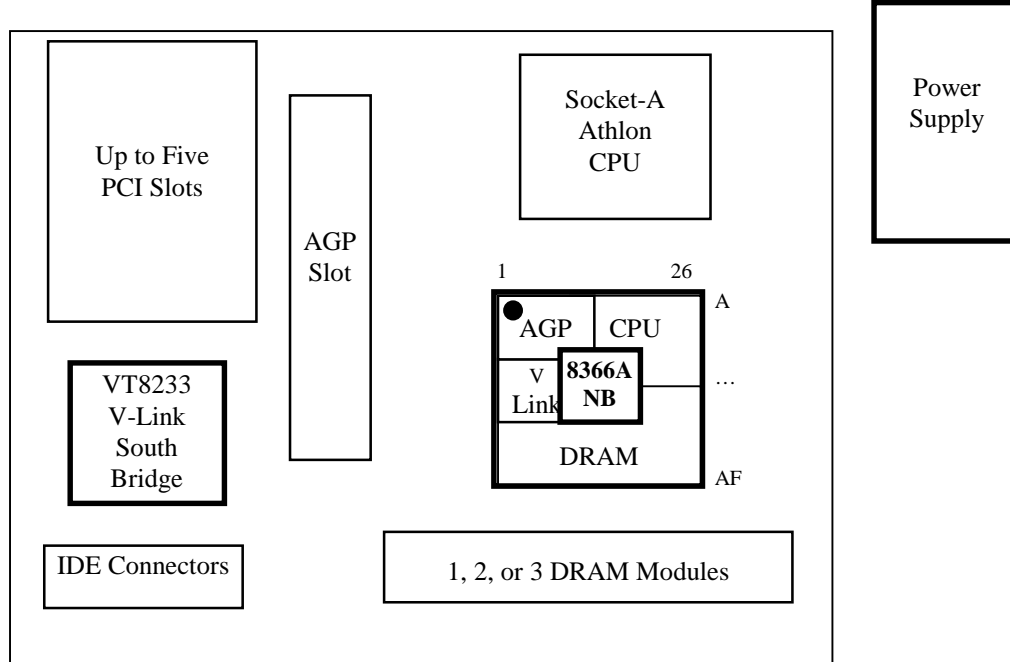 Up to Five
PCI Slots
AGP
Slot
Socket-A
Athlon
CPU
Power
Supply
1
26
A
AGP
CPU
V
Link
8366A
NB
...
DRAM
AF
VT8233
V-Link
South
Bridge
IDE Connectors
1, 2, or 3 DRAM Modules